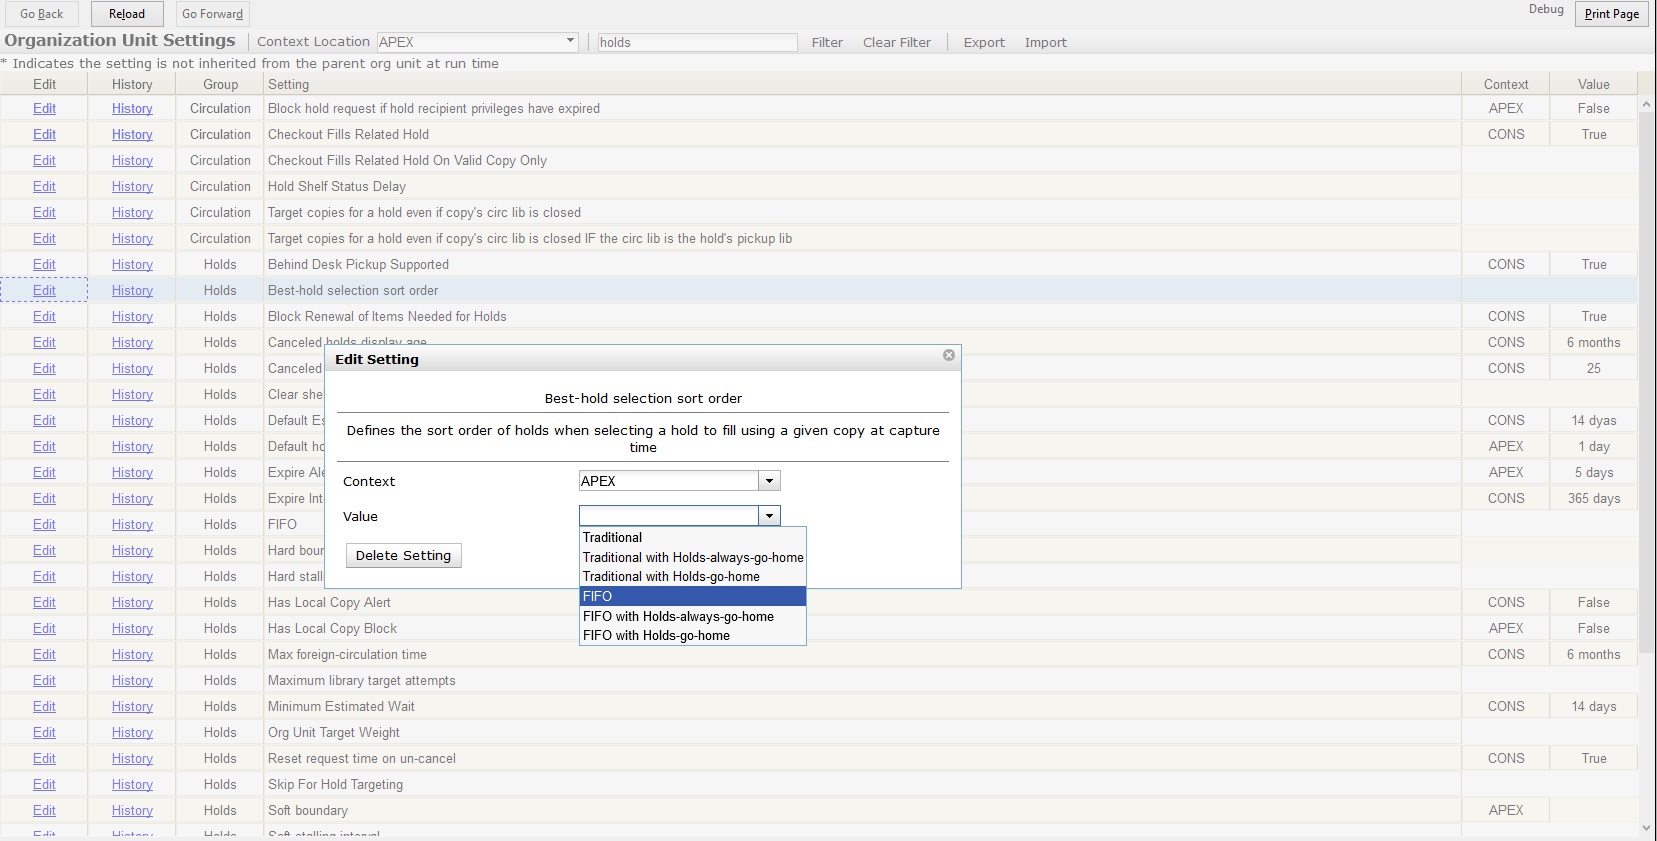 Go Back Reload Go Forward Debug Print Page
Organization Unit Settings Context Location APEX holds Filter Clear Filter Export Import
* Indicates the setting is not inherited from the parent org unit at run time
Edit History Group Setting Context Value
Edit History Circulation Block hold request if hold recipient privileges have expired APEX False
Edit History Circulation Checkout Fills Related Hold CONS True
Edit History Circulation Checkout Fills Related Hold On Valid Copy Only
Edit History Circulation Hold Shelf Status Delay
Edit History Circulation Target copies for a hold even if copy's circ lib is closed
Edit History Circulation Target copies for a hold even if copy's circ lib is closed IF the circ lib is the hold's pickup lib
Edit History Holds Behind Desk Pickup Supported CONS True
Edit History Holds Best-hold selection sort order
Edit History Holds Block Renewal of Items Needed for Holds CONS True
Edit History Holds Canceled holds display age CONS 6 months
Edit History Holds Canceled CONS 25
Edit History Holds Clear she
Edit History Holds Default Es CONS 14 dyas
Edit History Holds Default ho APEX 1 day
Edit History Holds Expire Ale APEX 5 days
Edit History Holds Expire Int CONS 365 days
Edit History Holds FIFO
Edit History Holds Hard boun
Edit History Holds Hard stall
Edit History Holds Has Local Copy Alert CONS False
Edit History Holds Has Local Copy Block APEX False
Edit History Holds Max foreign-circulation time CONS 6 months
Edit History Holds Maximum library target attempts
Edit History Holds Minimum Estimated Wait CONS 14 days
Edit History Holds Org Unit Target Weight
Edit History Holds Reset request time on un-cancel CONS True
Edit History Holds Skip For Hold Targeting
Edit History Holds Soft boundary APEX
Edit History Holds Soft stalling interval
Edit Setting
Best-hold selection sort order
Defines the sort order of holds when selecting a hold to fill using a given copy at capture
time
Context APEX
Value
Delete Setting
Traditional
Traditional with Holds-always-go-home
Traditional with Holds-go-home
FIFO
FIFO with Holds-always-go-home
FIFO with Holds-go-home